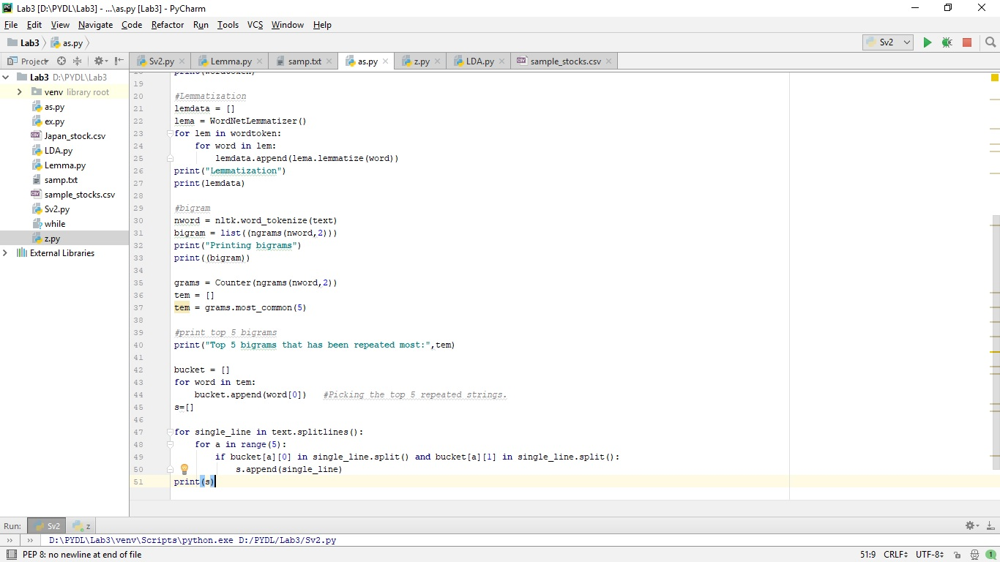 Lab3 [D:\PYDL\Lab3] - ...\as.py [Lab3] - PyCharm
File Edit View Navigate Code Refactor Run Tools VCS Window Help
Lab3 as.py Sv2
Project Sv2.py Lemma.py samp.txt as.py z.py LDA.py sample_stocks.csv
Lab3 D:\PYDL\Lab3
venv library root
as.py
ex.py
Japan_stock.csv
LDA.py
Lemma.py
samp.txt
sample_stocks.csv
Sv2.py
while
z.py
External Libraries
18 print(wordtoken)
19
20 #Lemmatization
21 lemdata = []
22 lema = WordNetLemmatizer()
23 for lem in wordtoken:
24 for word in lem:
25 lemdata.append(lema.lemmatize(word))
26 print("Lemmatization")
27 print(lemdata)
28
29 #bigram
30 nword = nltk.word_tokenize(text)
31 bigram = list((ngrams(nword,2)))
32 print("Printing bigrams")
33 print((bigram))
34
35 grams = Counter(ngrams(nword,2))
36 tem = []
37 tem = grams.most_common(5)
38
39 #print top 5 bigrams
40 print("Top 5 bigrams that has been repeated most:",tem)
41
42 bucket = []
43 for word in tem:
44 bucket.append(word[0]) #Picking the top 5 repeated strings.
45 s=[]
46
47 for single_line in text.splitlines():
48 for a in range(5):
49 if bucket[a][0] in single_line.split() and bucket[a][1] in single_line.split():
50 s.append(single_line)
51 print(s)
Run: Sv2 z
D:\PYDL\Lab3\venv\Scripts\python.exe D:/PYDL/Lab3/Sv2.py
PEP 8: no newline at end of file 51:9 CRLF UTF-8 1